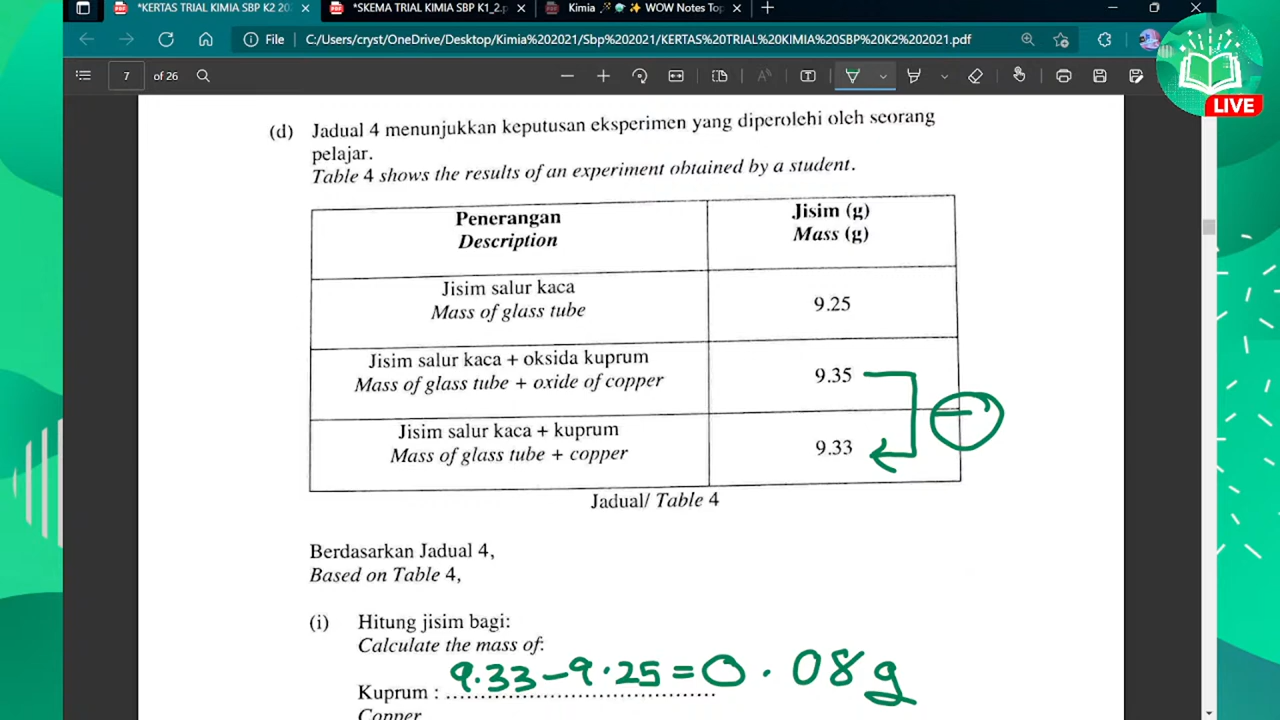 *KERTAS TRIAL KIMIA SBP K2 202
*SKEMA TRIAL KIMIA SBP K1_2.p
Kimia 🪄🎓✨ WOW Notes Top
File
C:/Users/cryst/OneDrive/Desktop/Kimia%202021/Sbp%202021/KERTAS%20TRIAL%20KIMIA%20SBP%20K2%202021.pdf
7 of 26
LIVE
(d) Jadual 4 menunjukkan keputusan eksperimen yang diperolehi oleh seorang
pelajar.
Table 4 shows the results of an experiment obtained by a student.
Penerangan Jisim (g)
Description Mass (g)
Jisim salur kaca
Mass of glass tube 9.25
Jisim salur kaca + oksida kuprum
Mass of glass tube + oxide of copper 9.35
Jisim salur kaca + kuprum
Mass of glass tube + copper 9.33
Jadual/ Table 4
Berdasarkan Jadual 4,
Based on Table 4,
(i) Hitung jisim bagi:
Calculate the mass of:
9.33-9.25=0.08g
Kuprum : ........................................
Copper